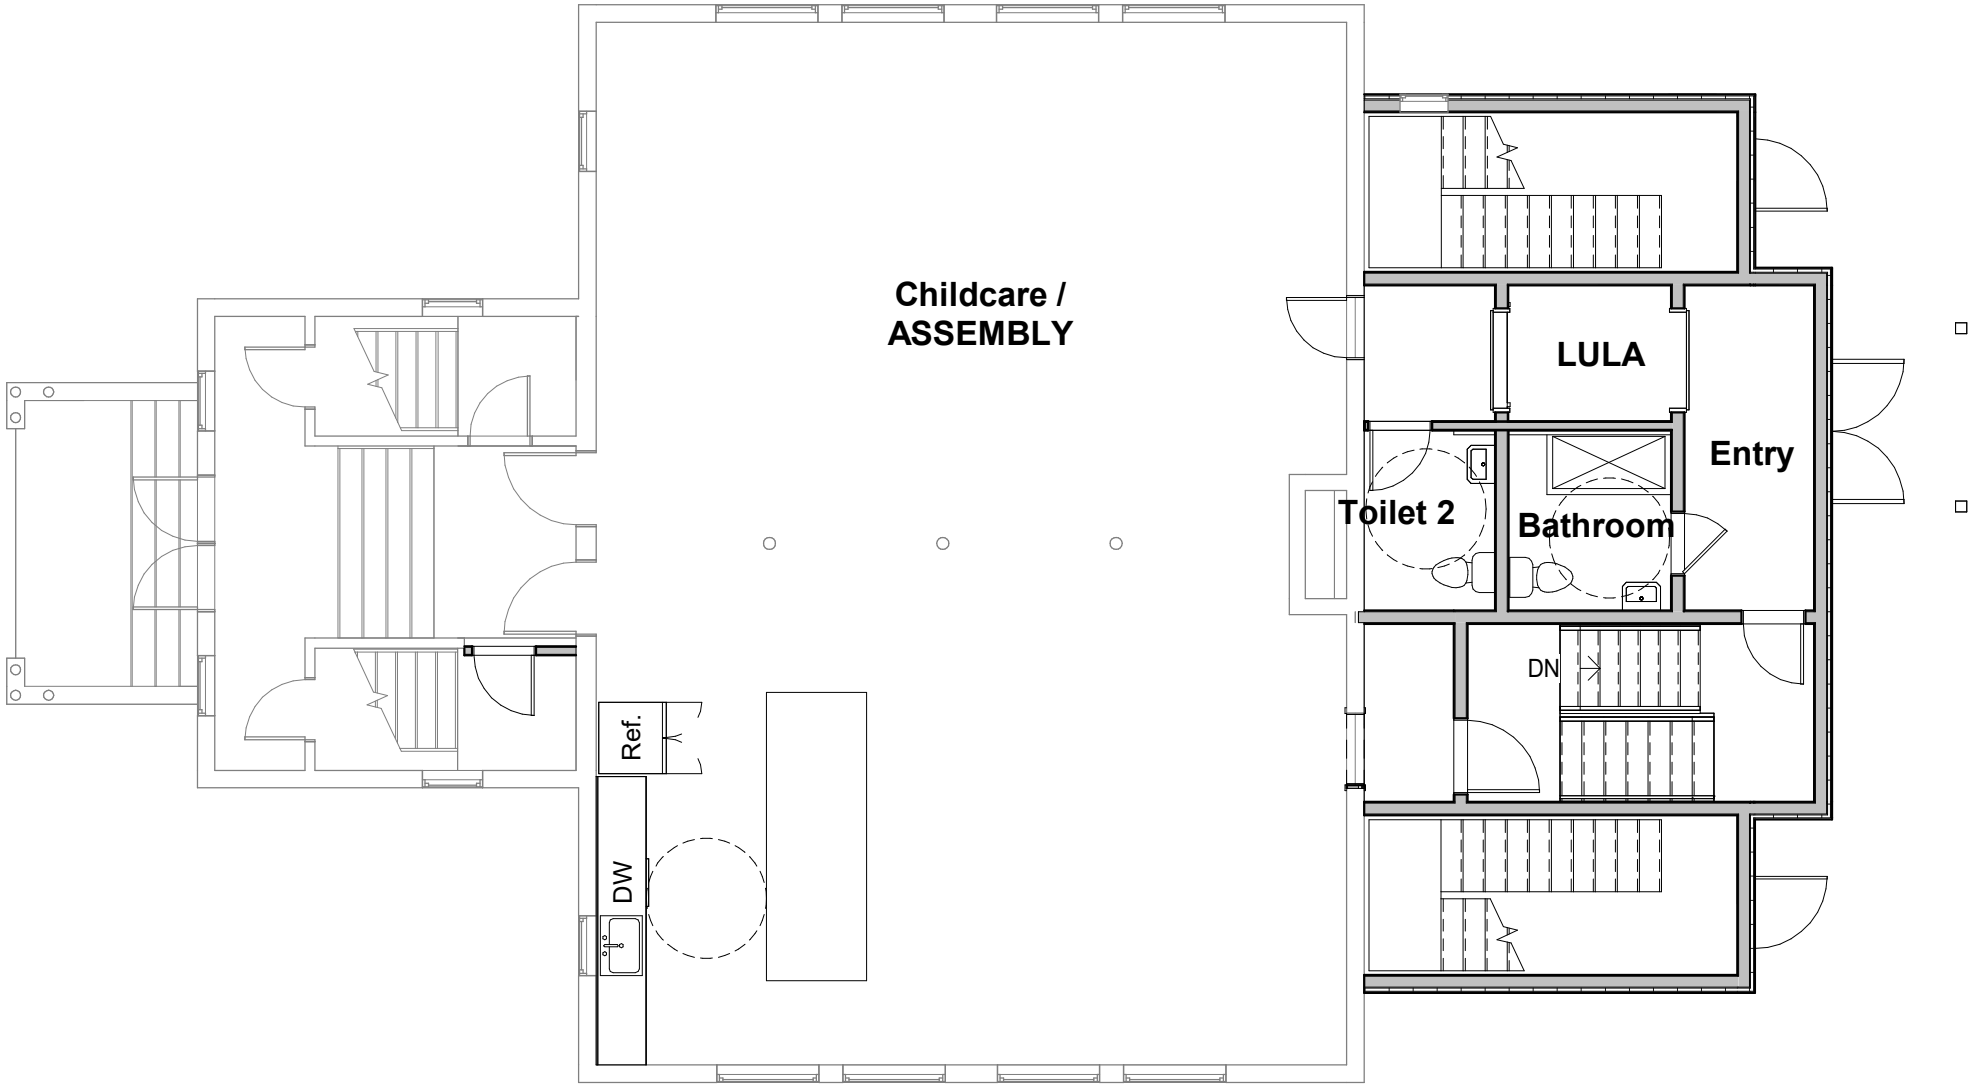 Childcare /
ASSEMBLY
LULA
Entry
Toilet 2
Bathroom
DN
Ref.
DW